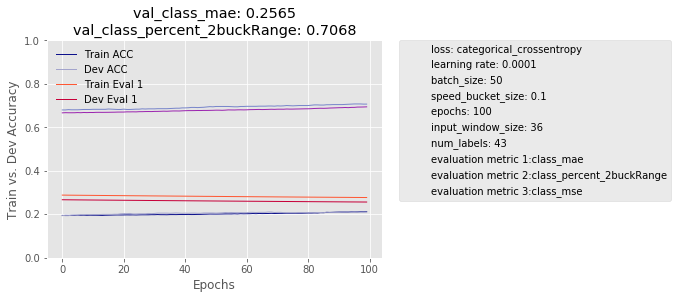 val_class_mae: 0.2565
val_class_percent_2buckRange: 0.7068
Train vs. Dev Accuracy
1.0
0.8
0.6
0.4
0.2
0.0
Train ACC
Dev ACC
Train Eval 1
Dev Eval 1
0
20
40
60
80
100
Epochs
loss: categorical_crossentropy
learning rate: 0.0001
batch_size: 50
speed_bucket_size: 0.1
epochs: 100
input_window_size: 36
num_labels: 43
evaluation metric 1:class_mae
evaluation metric 2:class_percent_2buckRange
evaluation metric 3:class_mse